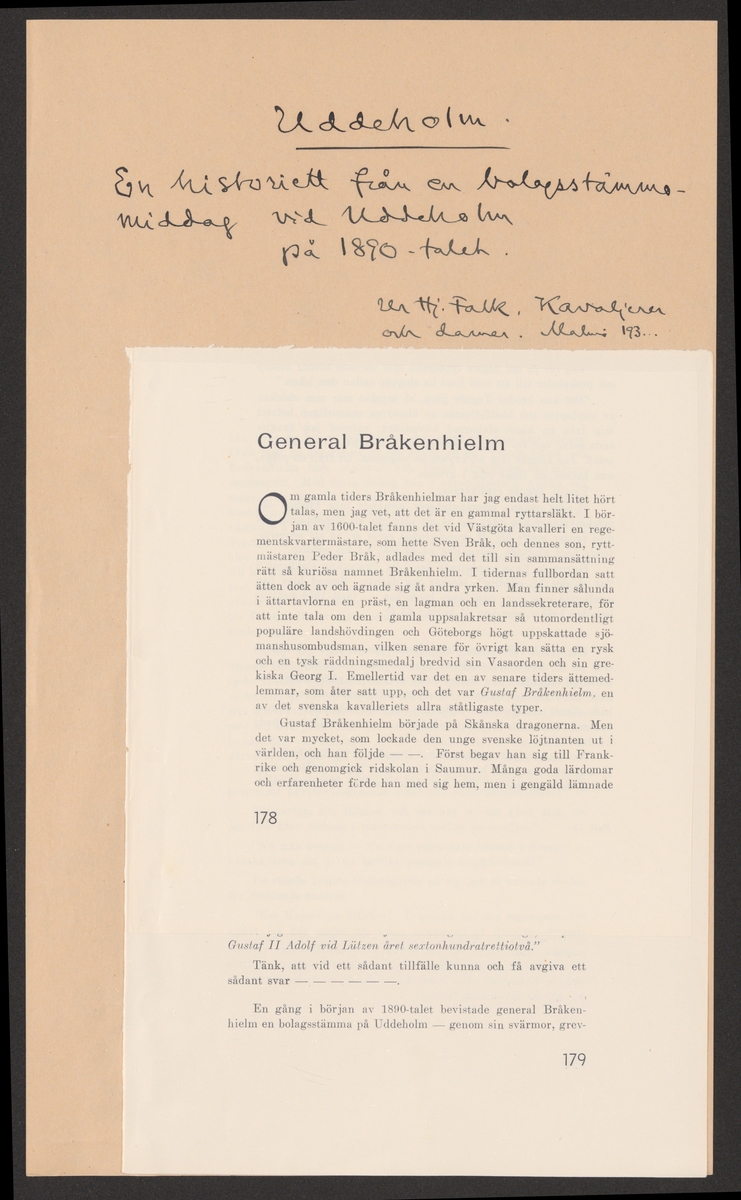 Uddeholm.
En historiett från en bolagsstämmo-
middag vid Uddeholm
på 1890-talet.
Ur Hj. Falk, Kavaljerer
och damer. Malmö 193...
General Bråkenhielm
Om gamla tiders Bråkenhielmar har jag endast helt litet hört
talas, men jag vet, att det är en gammal ryttarsläkt. I bör-
jan av 1600-talet fanns det vid Västgöta kavalleri en rege-
mentskvartermästare, som hette Sven Bråk, och dennes son, rytt-
mästaren Peder Bråk, adlades med det till sin sammansättning
rätt så kuriösa namnet Bråkenhielm. I tidernas fullbordan satt
ätten dock av och ägnade sig åt andra yrken. Man finner sålunda
i ättartavlorna en präst, en lagman och en landssekreterare, för
att inte tala om den i gamla uppsalakretsar så utomordentligt
populäre landshövdingen och Göteborgs högt uppskattade sjö-
manshusombudsman, vilken senare för övrigt kan sätta en rysk
och en tysk räddningsmedalj bredvid sin Vasaorden och sin gre-
kiska Georg I. Emellertid var det en av senare tiders ättemed-
lemmar, som åter satt upp, och det var Gustaf Bråkenhielm, en
av det svenska kavalleriets allra ståtligaste typer.
Gustaf Bråkenhielm började på Skånska dragonerna. Men
det var mycket, som lockade den unge svenske löjtnanten ut i
världen, och han följde — —. Först begav han sig till Frank-
rike och genomgick ridskolan i Saumur. Många goda lärdomar
och erfarenheter förde han med sig hem, men i gengäld lämnade
178
Gustaf II Adolf vid Lützen året sextonhundratrettiotvå."
Tänk, att vid ett sådant tillfälle kunna och få avgiva ett
sådant svar — — — — — —.
En gång i början av 1890-talet bevistade general Bråken-
hielm en bolagsstämma på Uddeholm — genom sin svärmor, grev-
179